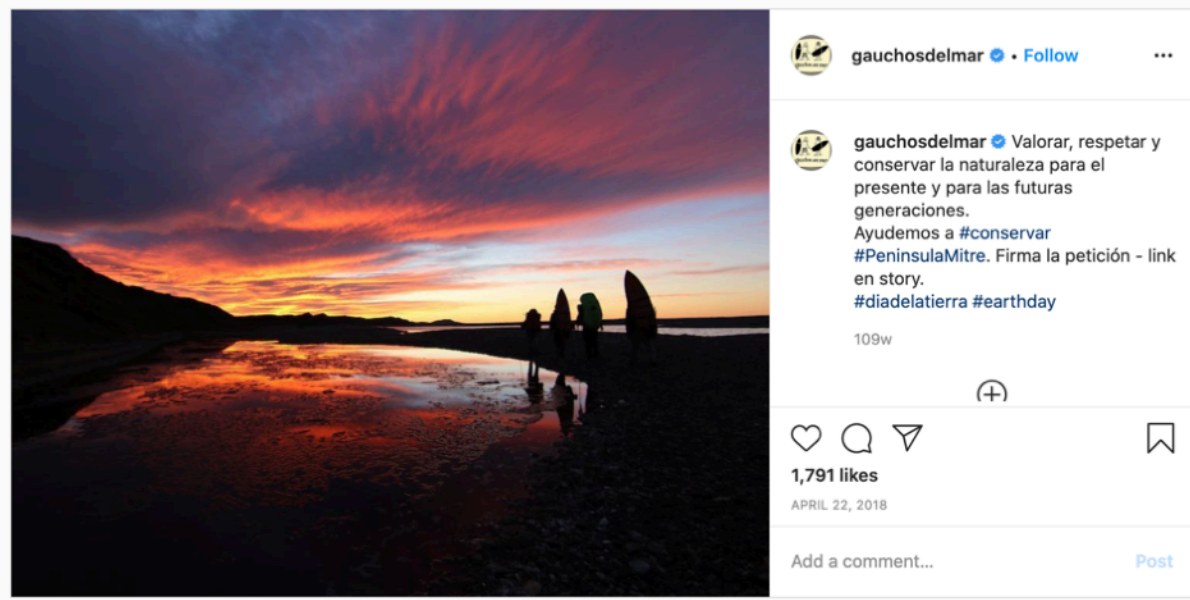 gauchosdelmar • Follow
gauchosdelmar Valorar, respetar y
conservar la naturaleza para el
presente y para las futuras
generaciones.
Ayudemos a #conservar
#PeninsulaMitre. Firma la petición - link
en story.
#diadelatierra #earthday
109w
1,791 likes
APRIL 22, 2018
Add a comment...
Post